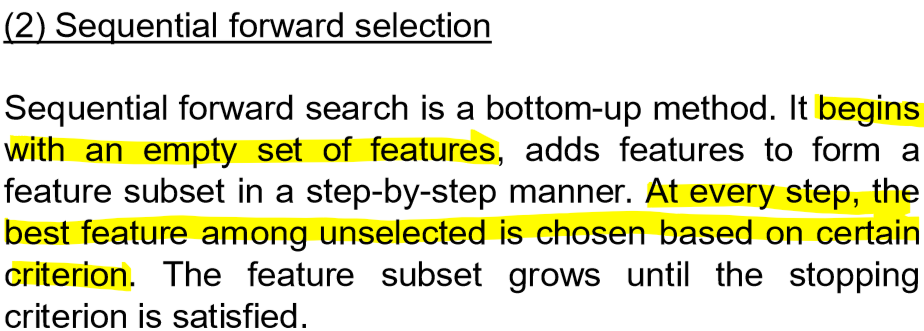 (2) Sequential forward selection
Sequential forward search is a bottom-up method. It begins
with an empty set of features, adds features to form a
feature subset in a step-by-step manner. At every step, the
best feature among unselected is chosen based on certain
criterion. The feature subset grows until the stopping
criterion is satisfied.